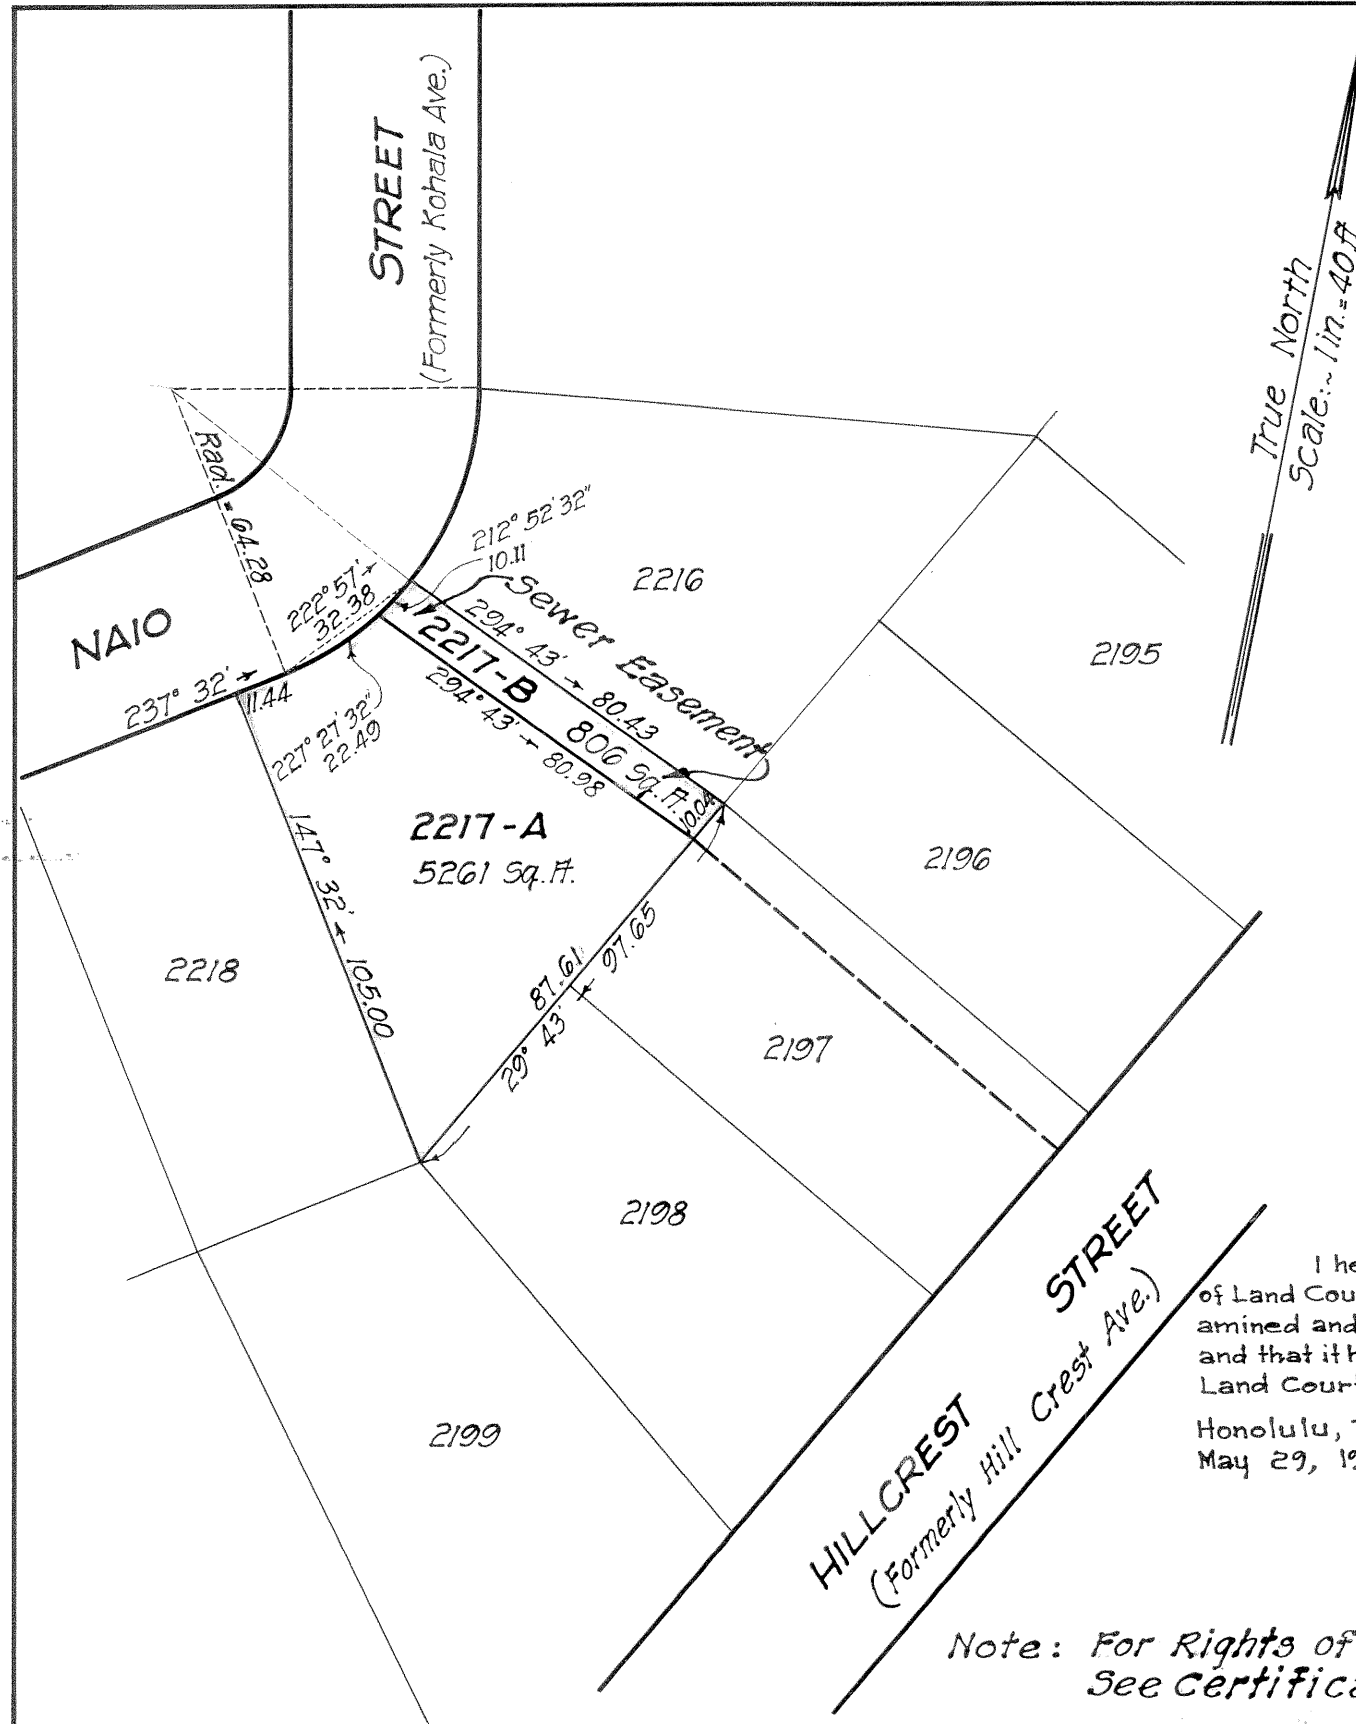 STREET
(Formerly Kohala Ave.)
True North
Scale:~ 1 in. = 40 ft
Rad. = 64.28
NAIO
237° 32'
11.44
222° 57'
32.38
212° 52' 32"
10.11
227° 27' 32"
22.49
Sewer Easement
294° 43' 80.43
2217-B 806 Sq. Ft.
294° 43' 80.98
10.04
2216
2195
2196
2217-A
5261 Sq. Ft.
147° 32' 105.00
2218
87.61
29° 43' 97.65
2197
2198
2199
HILLCREST STREET
(Formerly Hill Crest Ave.)
I he
of Land Cou
amined and
and that it h
Land Cour
Honolulu, T
May 29, 19
Note: For Rights of
See Certifica